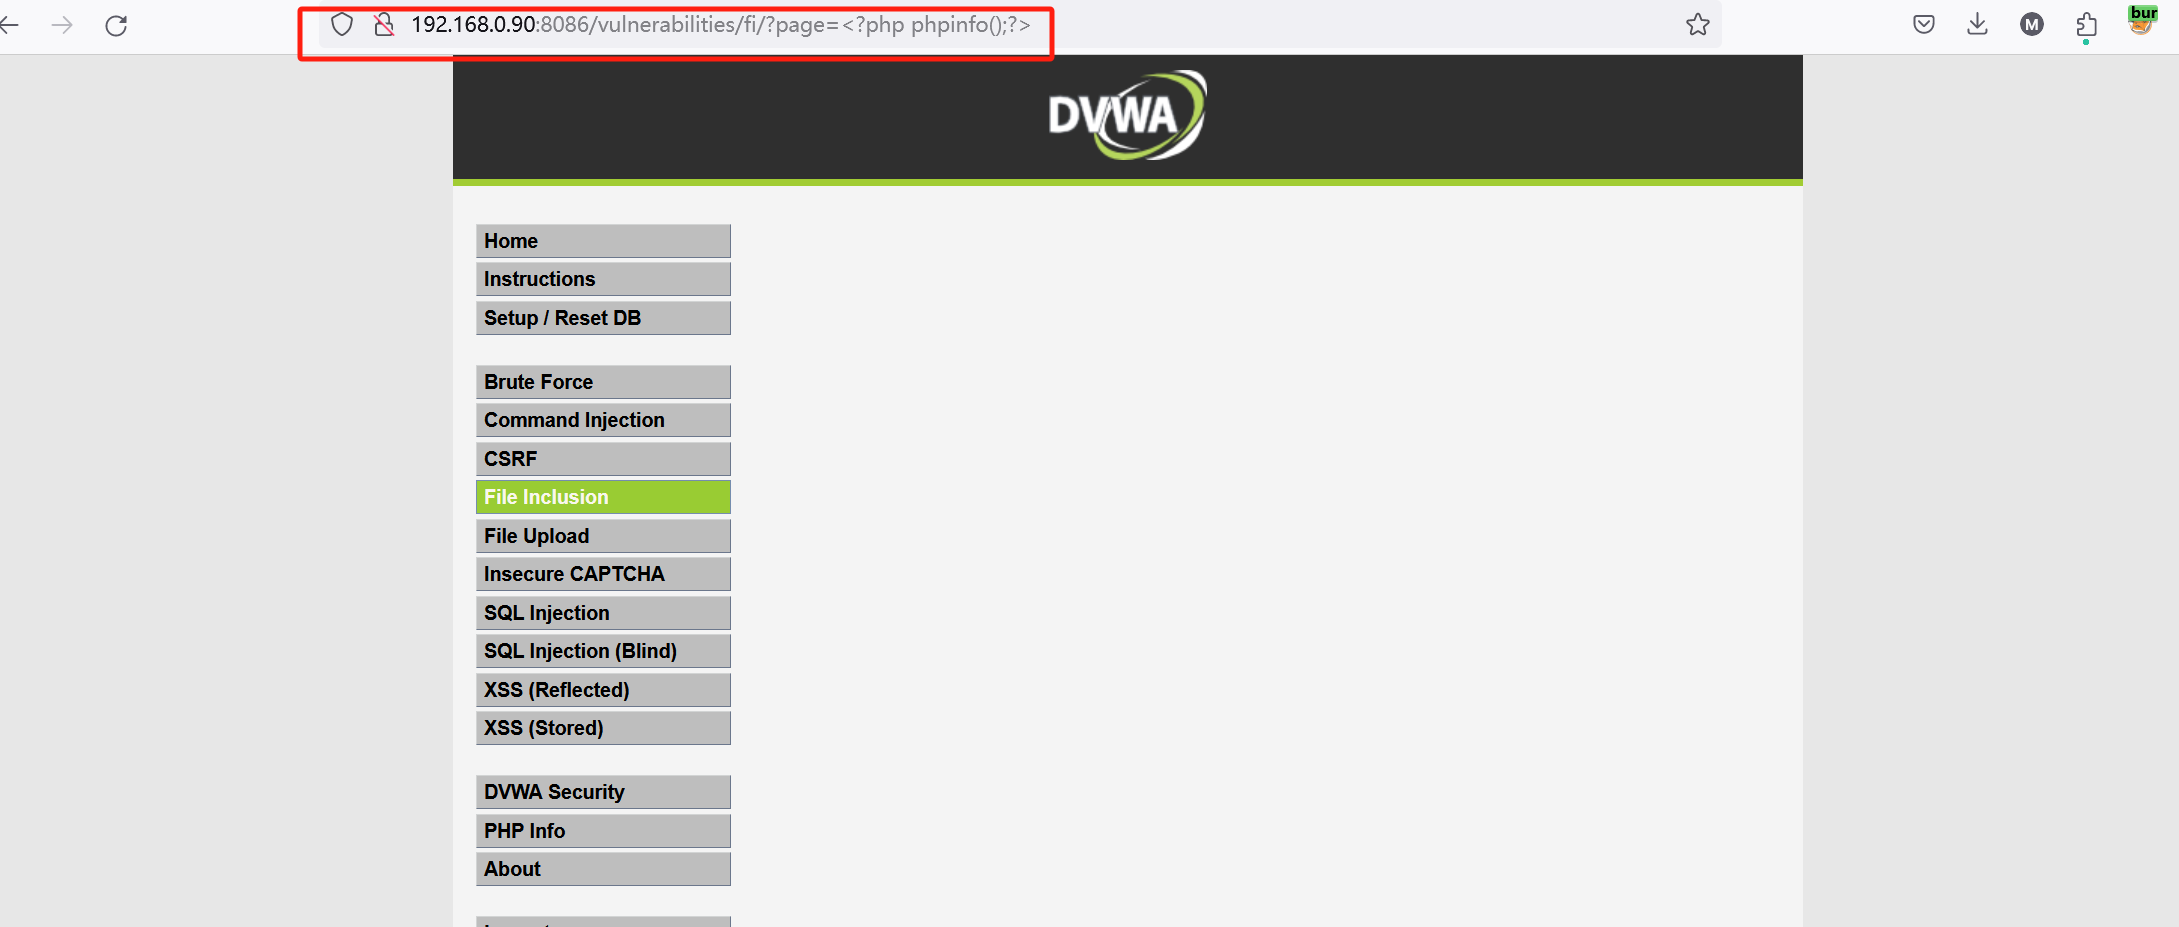 192.168.0.90:8086/vulnerabilities/fi/?page=<?php phpinfo();?>
M
bur
DVWA
Home
Instructions
Setup / Reset DB
Brute Force
Command Injection
CSRF
File Inclusion
File Upload
Insecure CAPTCHA
SQL Injection
SQL Injection (Blind)
XSS (Reflected)
XSS (Stored)
DVWA Security
PHP Info
About